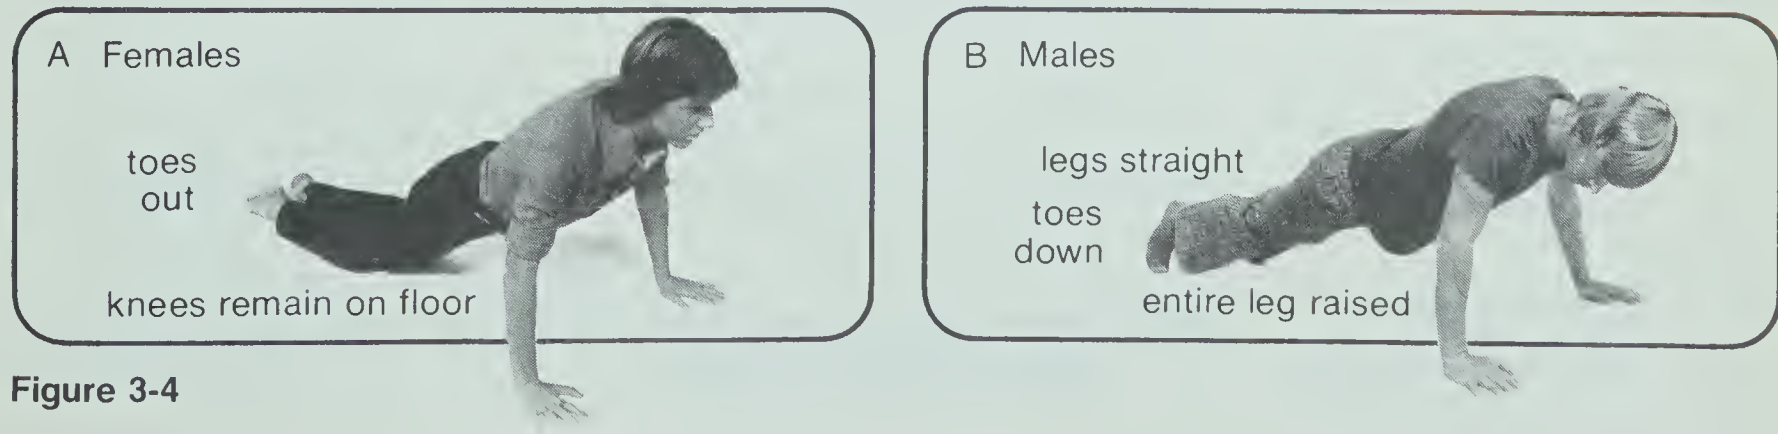 A Females
toes
out
knees remain on floor
B Males
legs straight
toes
down
entire leg raised
Figure 3-4